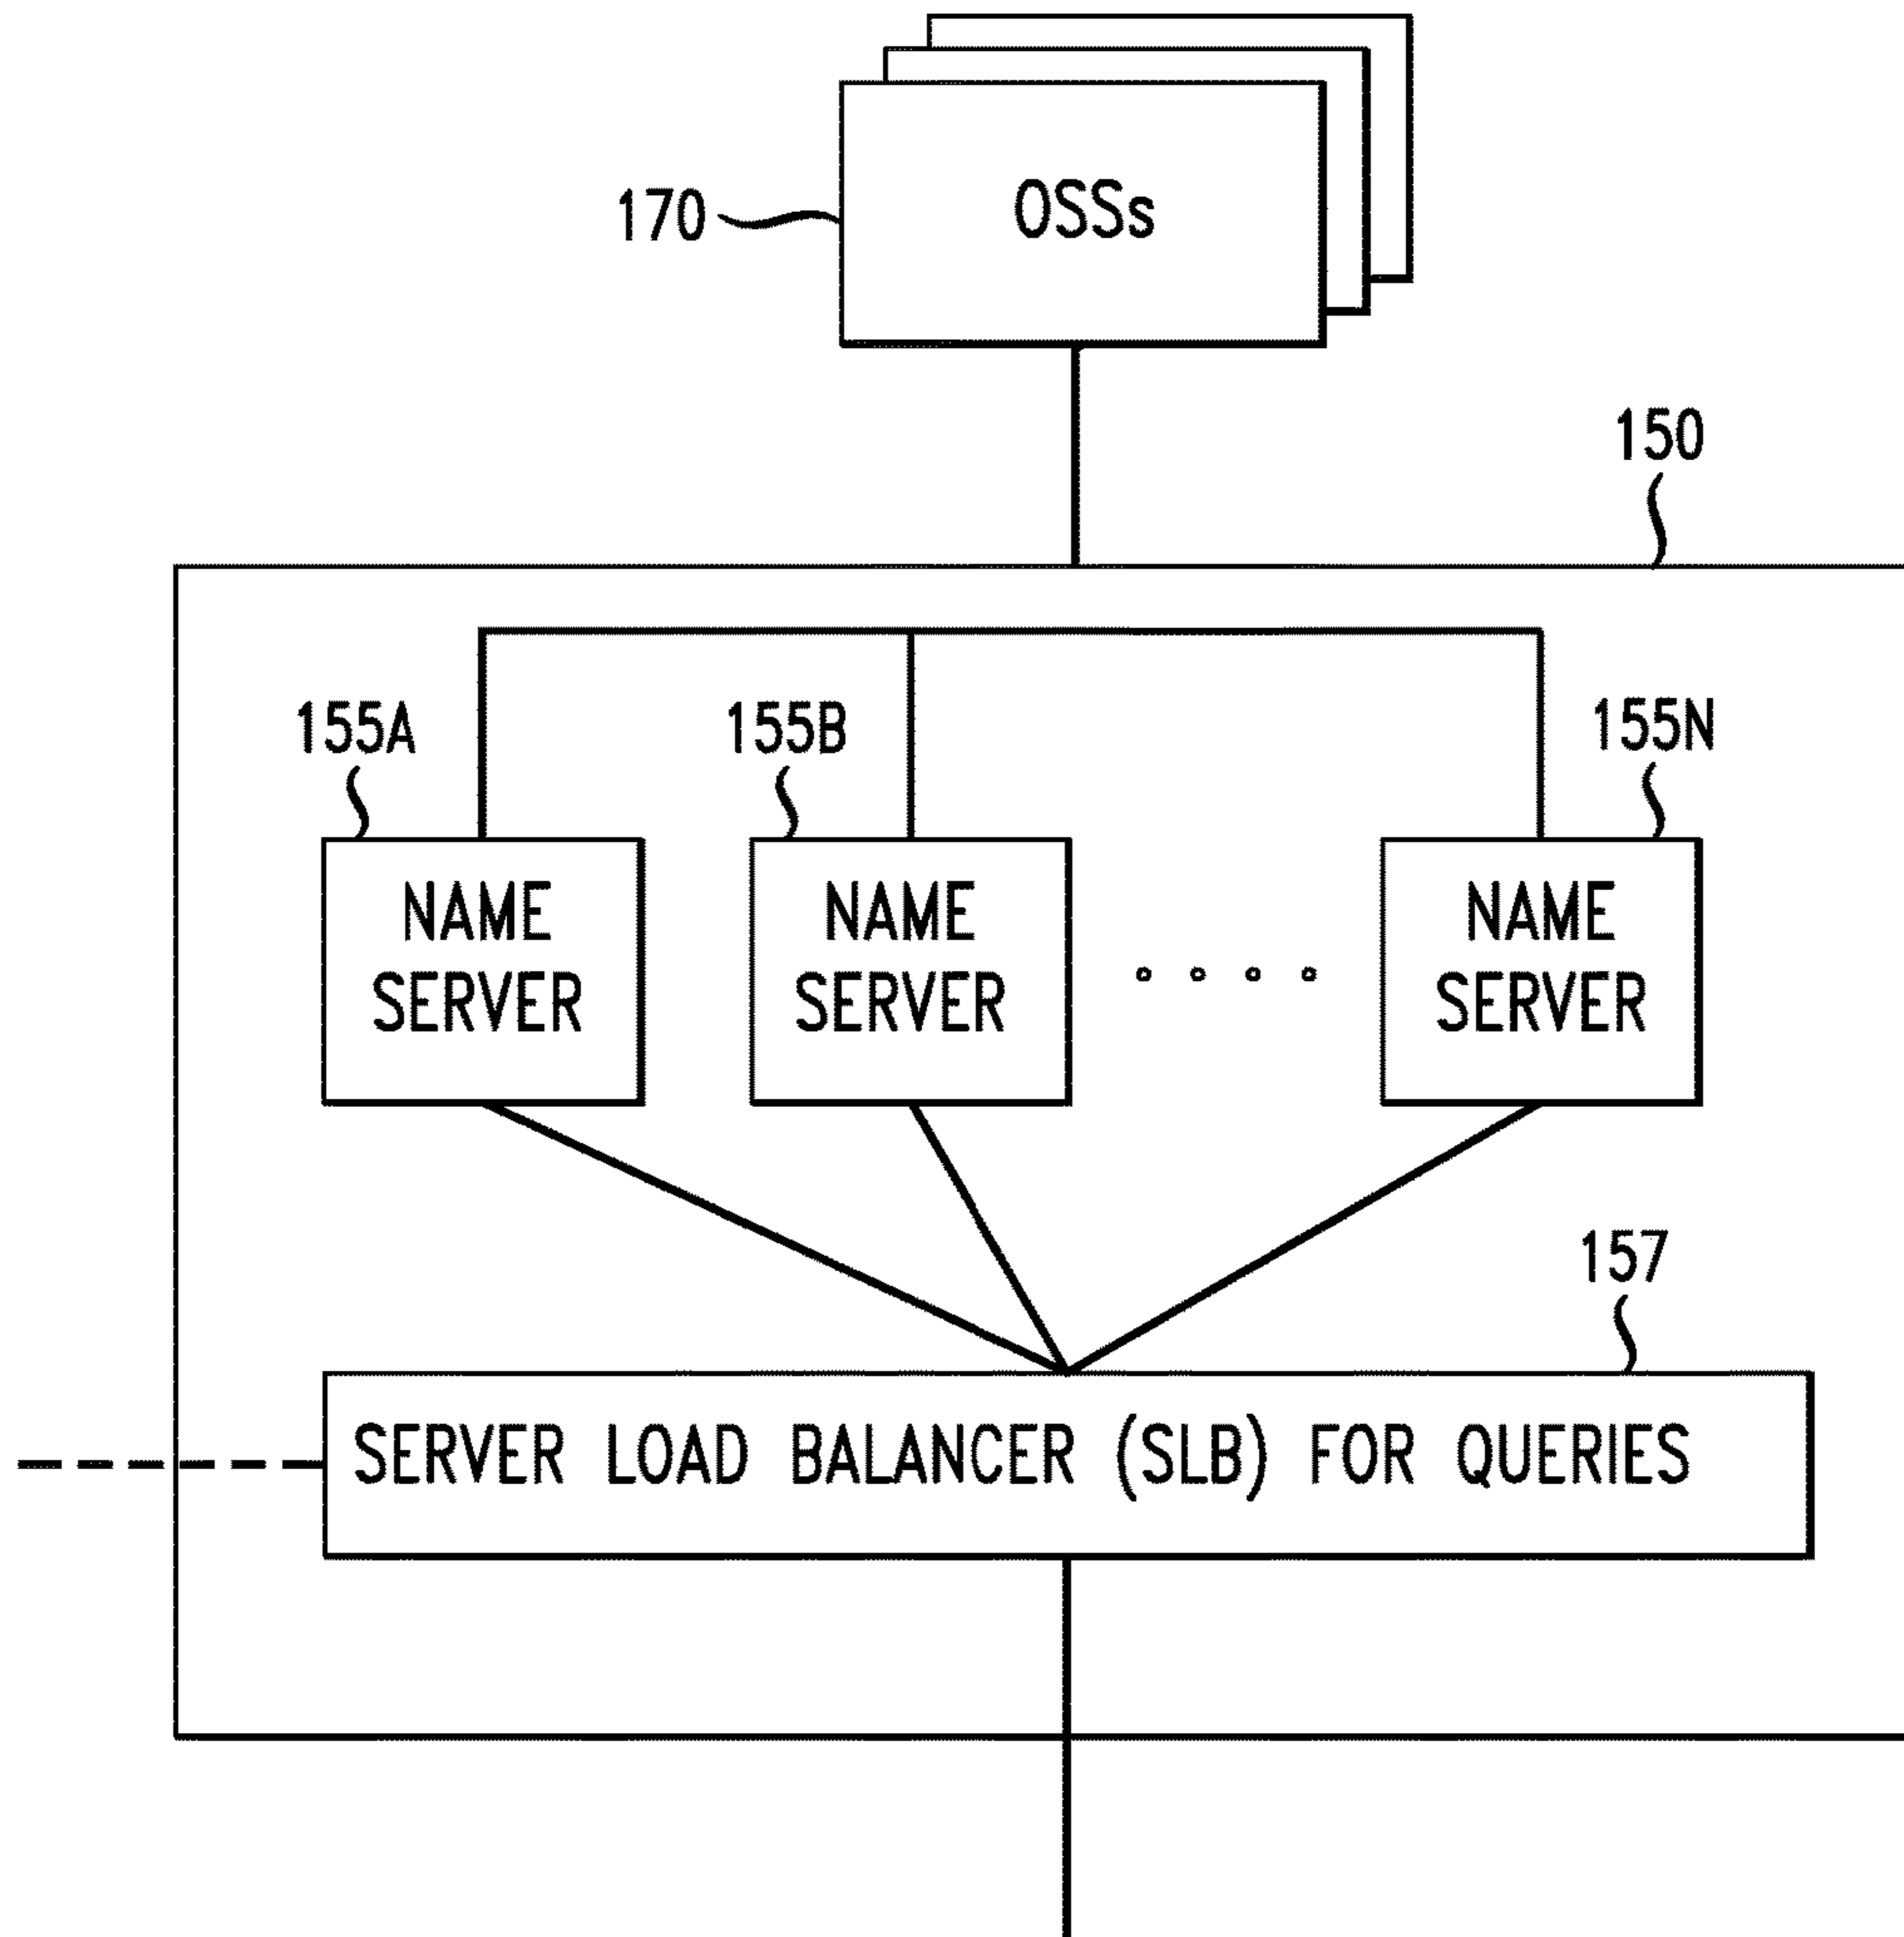 170
OSSs
150
155A
155B
155N
NAME
SERVER
NAME
SERVER
NAME
SERVER
157
SERVER LOAD BALANCER (SLB) FOR QUERIES